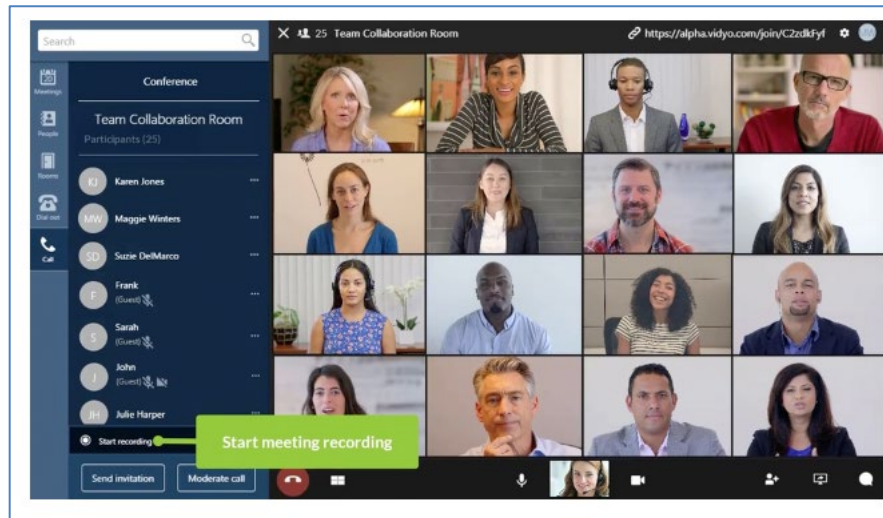 Search
25 Team Collaboration Room
https://alpha.vidyo.com/join/C2zdkFyf
Meetings
People
Rooms
Dial out
Call
Conference
Team Collaboration Room
Participants (25)
KJ Karen Jones
MW Maggie Winters
SD Suzie DelMarco
F Frank
(Guest)
S Sarah
(Guest)
J John
(Guest)
JH Julie Harper
Start recording
Start meeting recording
Send invitation
Moderate call